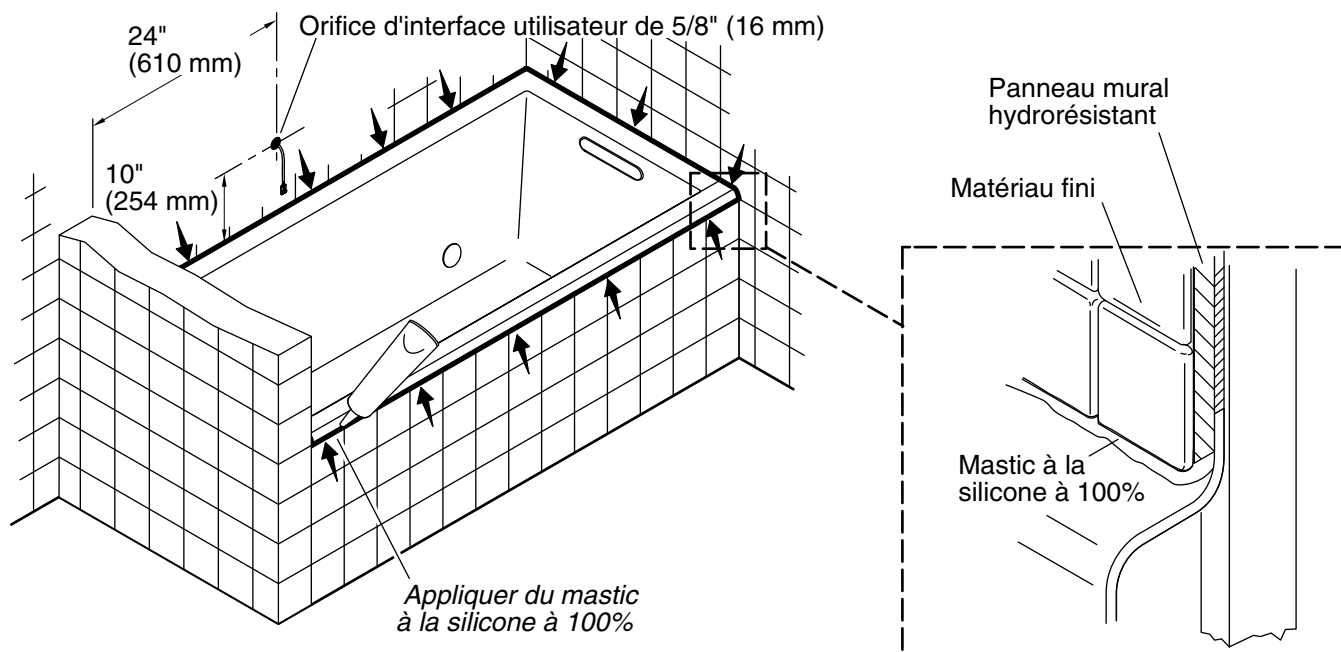 24"
(610 mm)
Orifice d'interface utilisateur de 5/8" (16 mm)
10"
(254 mm)
Appliquer du mastic
à la silicone à 100%
Panneau mural
hydrorésistant
Matériau fini
Mastic à la
silicone à 100%